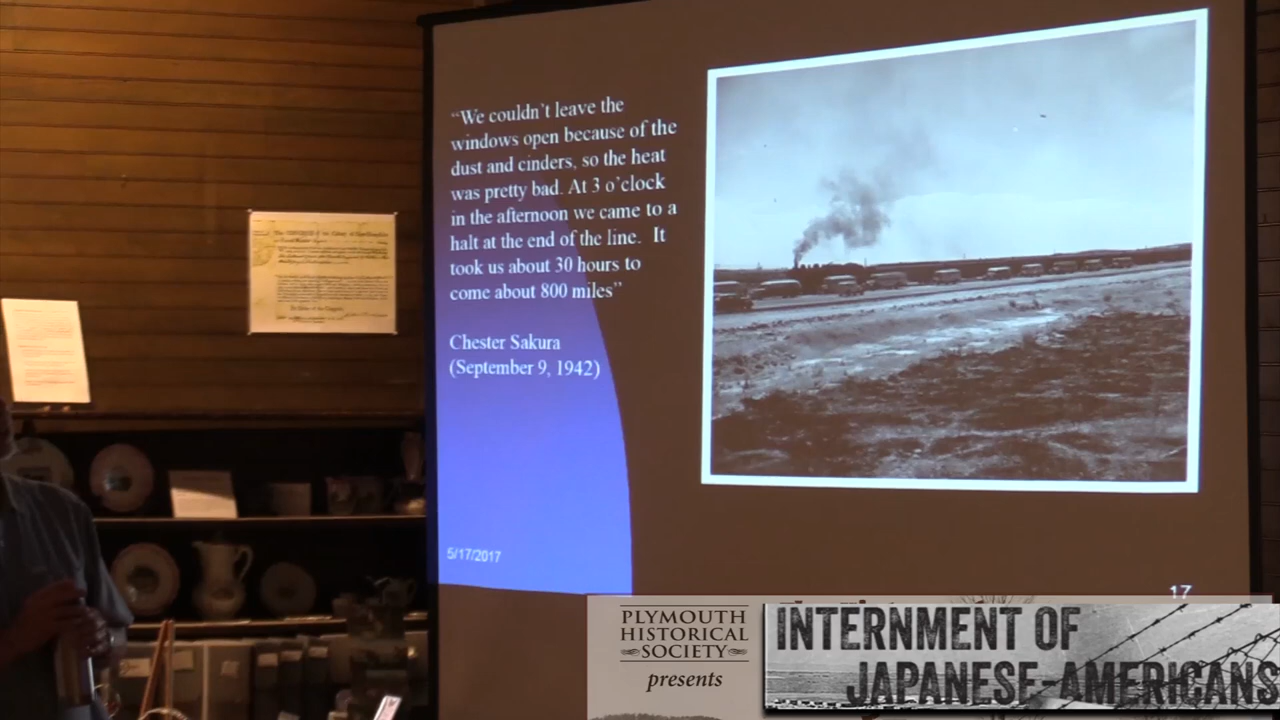 “We couldn’t leave the
windows open because of the
dust and cinders, so the heat
was pretty bad. At 3 o’clock
in the afternoon we came to a
halt at the end of the line. It
took us about 30 hours to
come about 800 miles”
Chester Sakura
(September 9, 1942)
5/17/2017
17
PLYMOUTH
HISTORICAL
SOCIETY
presents
INTERNMENT OF
JAPANESE-AMERICANS